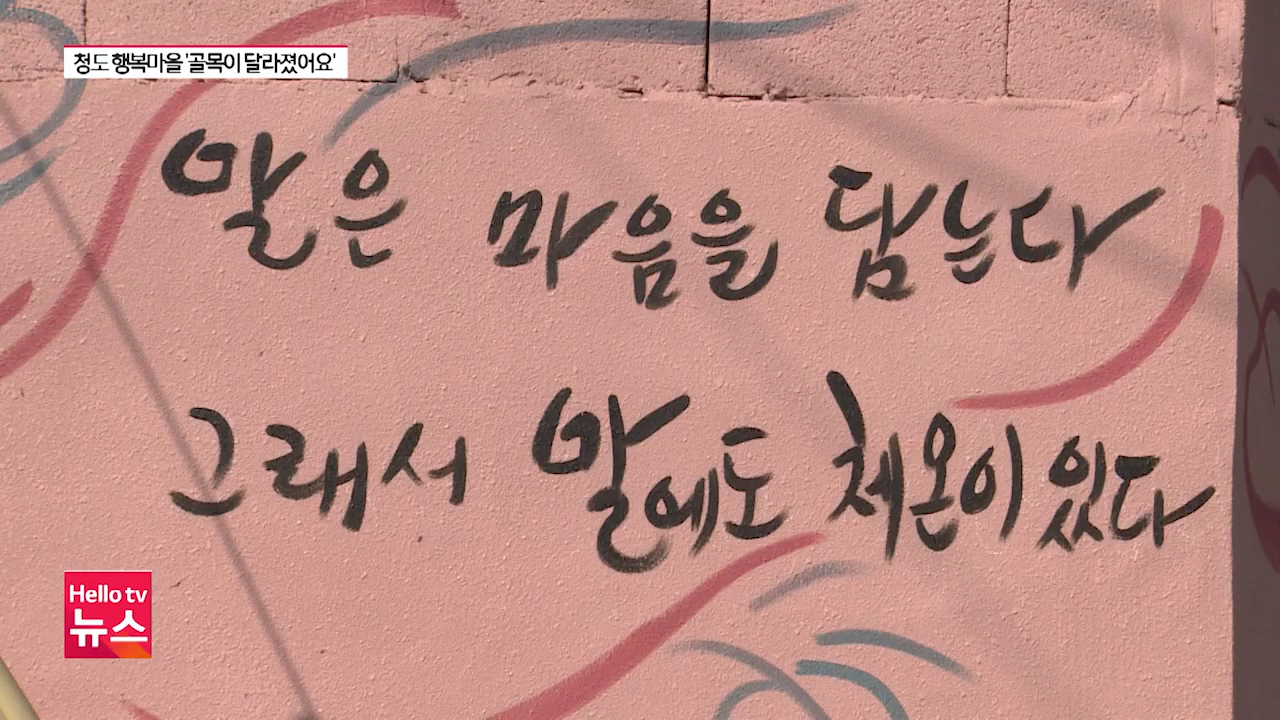 청도 행복마을 '골목이 달라졌어요'
말은 마음을 담는다
그래서 말에도 체온이 있다
Hello tv
뉴스